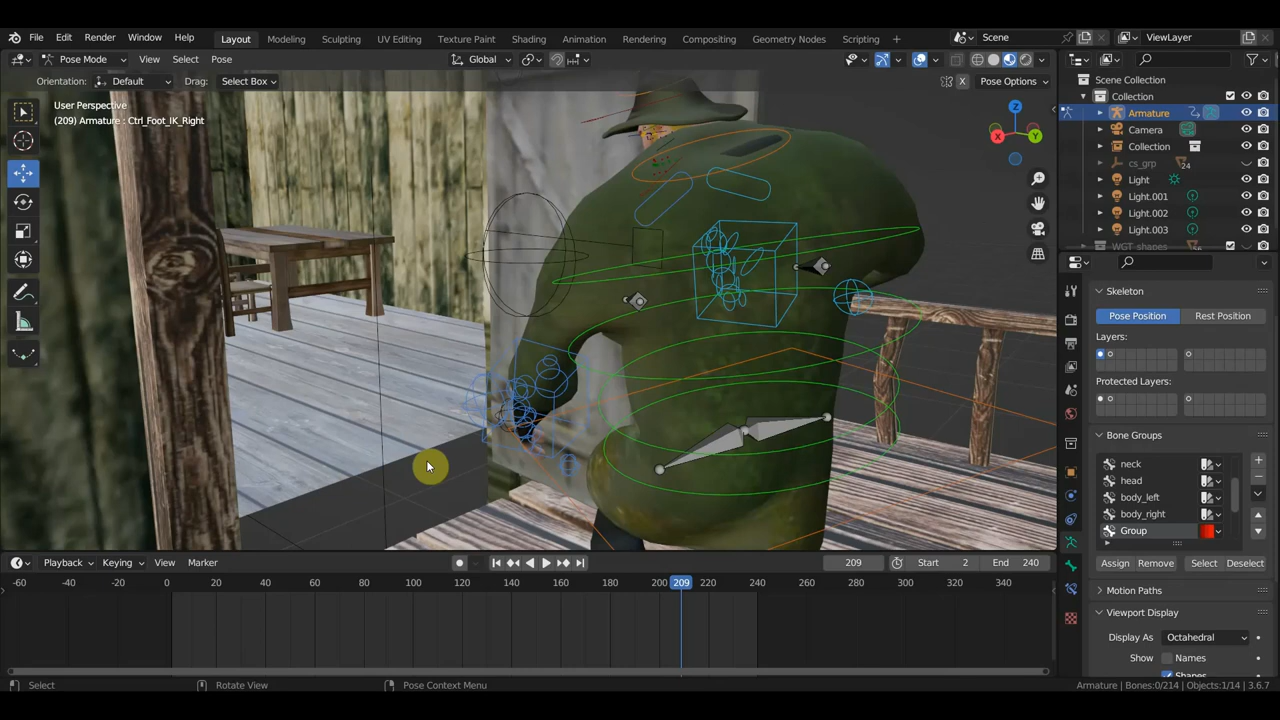 File Edit Render Window Help Layout Modeling Sculpting UV Editing Texture Paint Shading Animation Rendering Compositing Geometry Nodes Scripting + Scene ViewLayer
Pose Mode View Select Pose Global
Orientation: Default Drag: Select Box X Pose Options
User Perspective
(209) Armature : Ctrl_Foot_IK_Right
Z
X
Y
Scene Collection
Collection
Armature
Camera
Collection
cs_grp 24
Light
Light.001
Light.002
Light.003
WGT_shapes
Skeleton
Pose Position Rest Position
Layers:
Protected Layers:
Bone Groups
neck
head
body_left
body_right
Group
Assign Remove Select Deselect
Motion Paths
Viewport Display
Display As Octahedral
Show Names
Shapes
Playback Keying View Marker 209 Start 2 End 240
-60 -40 -20 0 20 40 60 80 100 120 140 160 180 200 209 220 240 260 280 300 320 340
Select Rotate View Pose Context Menu Armature | Bones:0/214 | Objects:1/14 | 3.6.7